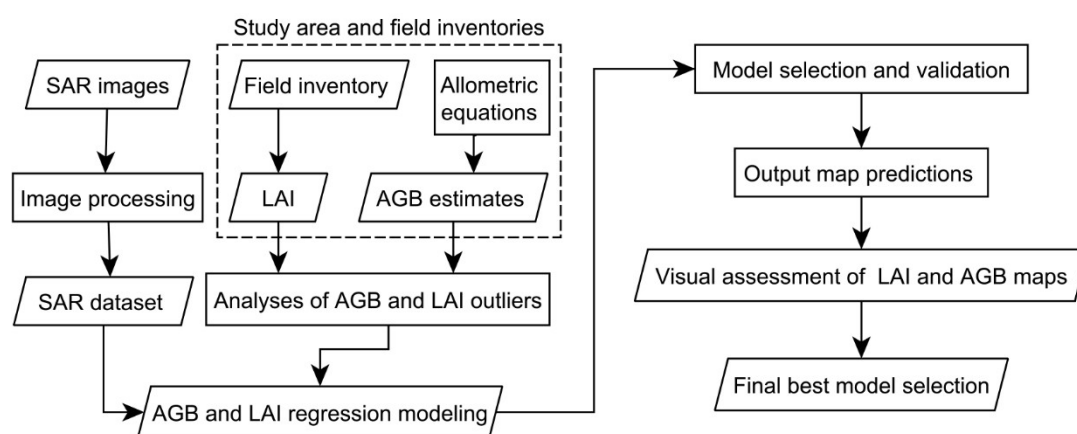 Study area and field inventories
SAR images
Field inventory
Allometric
equations
Image processing
LAI
AGB estimates
SAR dataset
Analyses of AGB and LAI outliers
AGB and LAI regression modeling
Model selection and validation
Output map predictions
Visual assessment of LAI and AGB maps
Final best model selection